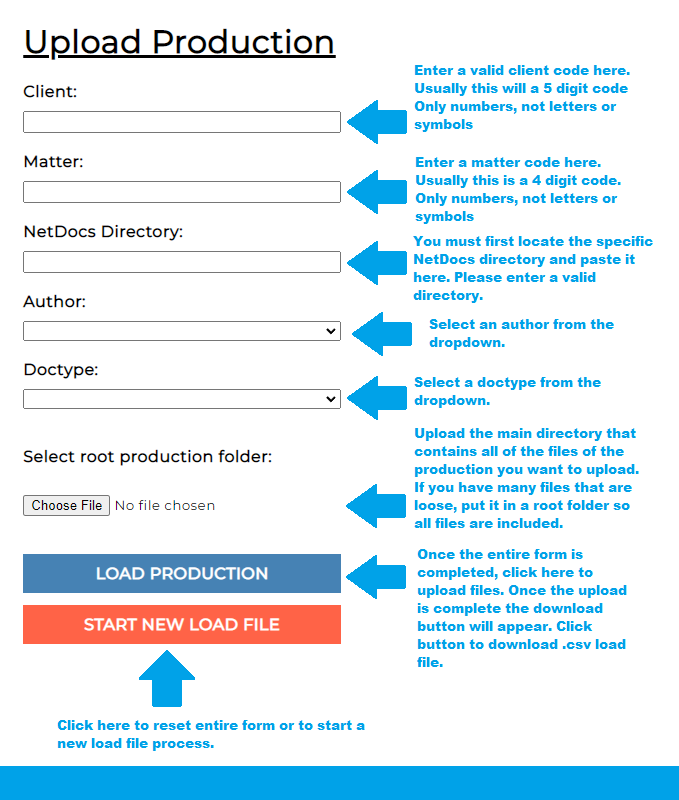 Upload Production
Client:
Enter a valid client code here.
Usually this will a 5 digit code
Only numbers, not letters or
symbols
Matter:
Enter a matter code here.
Usually this is a 4 digit code.
Only numbers, not letters or
symbols
NetDocs Directory:
You must first locate the specific
NetDocs directory and paste it
here. Please enter a valid
directory.
Author:
Select an author from the
dropdown.
Doctype:
Select a doctype from the
dropdown.
Select root production folder:
Choose File No file chosen
Upload the main directory that
contains all of the files of the
production you want to upload.
If you have many files that are
loose, put it in a root folder so
all files are included.
LOAD PRODUCTION
Once the entire form is
completed, click here to
upload files. Once the upload
is complete the download
button will appear. Click
button to download .csv load
file.
START NEW LOAD FILE
Click here to reset entire form or to start a
new load file process.